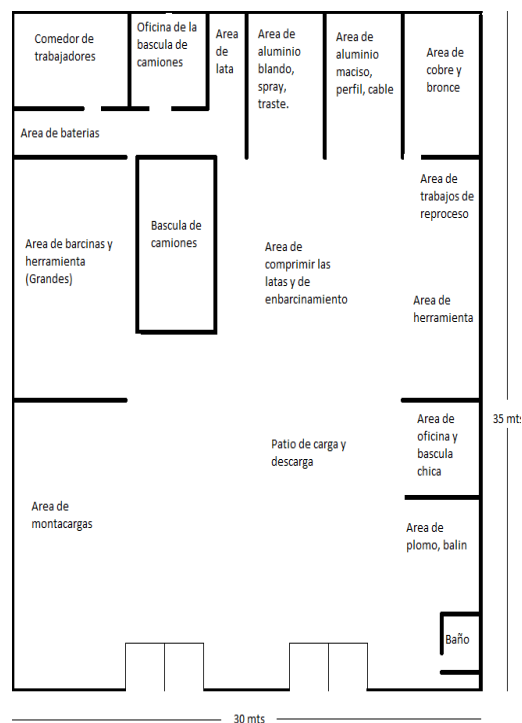 Comedor de
trabajadores
Oficina de la
bascula de
camiones
Area
de
lata
Area de
aluminio
blando,
spray,
traste.
Area de
aluminio
maciso,
perfil, cable
Area de
cobre y
bronce
Area de baterias
Area de
trabajos de
reproceso
Area de barcinas y
herramienta
(Grandes)
Bascula de
camiones
Area de
comprimir las
latas y de
enbarcinamiento
Area de
herramienta
Patio de carga y
descarga
Area de
oficina y
bascula
chica
35 mts
Area de
montacargas
Area de
plomo, balin
Baño
30 mts